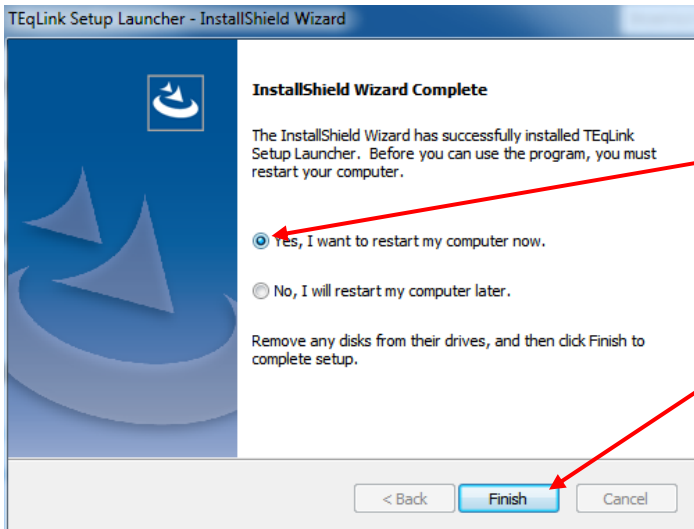 TEqLink Setup Launcher - InstallShield Wizard
InstallShield Wizard Complete
The InstallShield Wizard has successfully installed TEqLink
Setup Launcher. Before you can use the program, you must
restart your computer.
Yes, I want to restart my computer now.
No, I will restart my computer later.
Remove any disks from their drives, and then click Finish to
complete setup.
< Back
Finish
Cancel